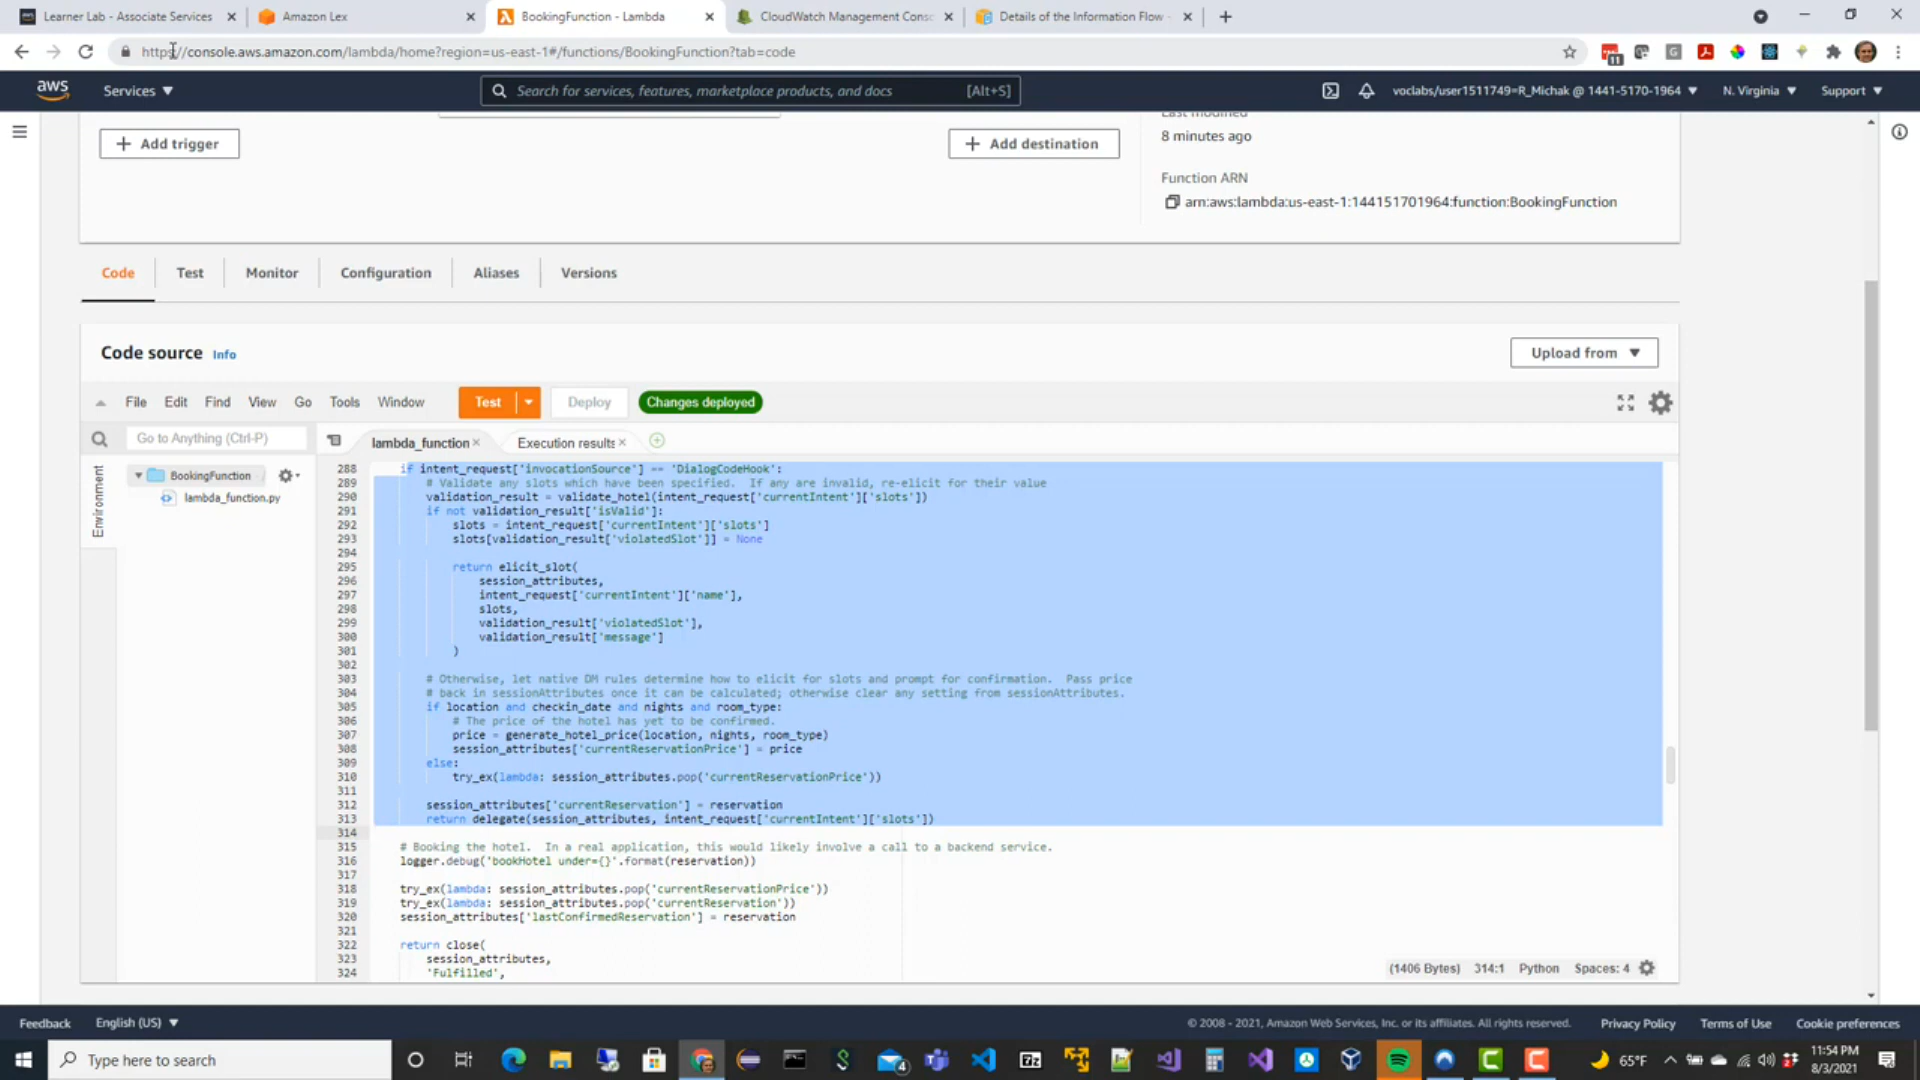 Learner Lab - Associate Services
Amazon Lex
BookingFunction - Lambda
CloudWatch Management Cons
Details of the Information Flow
https://console.aws.amazon.com/lambda/home?region=us-east-1#/functions/BookingFunction?tab=code
11
aws
Services
Search for services, features, marketplace products, and docs
[Alt+S]
voclabs/user1511749=R_Michak @ 1441-5170-1964
N. Virginia
Support
Last modified
Add trigger
Add destination
8 minutes ago
Function ARN
arn:aws:lambda:us-east-1:144151701964:function:BookingFunction
Code
Test
Monitor
Configuration
Aliases
Versions
Code source
Info
Upload from
File
Edit
Find
View
Go
Tools
Window
Test
Deploy
Changes deployed
Go to Anything (Ctrl-P)
lambda_function
Execution results
Environment
BookingFunction
lambda_function.py
288 if intent_request['invocationSource'] == 'DialogCodeHook':
289 # Validate any slots which have been specified.  If any are invalid, re-elicit for their value
290 validation_result = validate_hotel(intent_request['currentIntent']['slots'])
291 if not validation_result['isValid']:
292 slots = intent_request['currentIntent']['slots']
293 slots[validation_result['violatedSlot']] = None
294
295 return elicit_slot(
296 session_attributes,
297 intent_request['currentIntent']['name'],
298 slots,
299 validation_result['violatedSlot'],
300 validation_result['message']
301 )
302
303 # Otherwise, let native DM rules determine how to elicit for slots and prompt for confirmation.  Pass price
304 # back in sessionAttributes once it can be calculated; otherwise clear any setting from sessionAttributes.
305 if location and checkin_date and nights and room_type:
306 # The price of the hotel has yet to be confirmed.
307 price = generate_hotel_price(location, nights, room_type)
308 session_attributes['currentReservationPrice'] = price
309 else:
310 try_ex(lambda: session_attributes.pop('currentReservationPrice'))
311
312 session_attributes['currentReservation'] = reservation
313 return delegate(session_attributes, intent_request['currentIntent']['slots'])
314
315 # Booking the hotel.  In a real application, this would likely involve a call to a backend service.
316 logger.debug('bookHotel under={}'.format(reservation))
317
318 try_ex(lambda: session_attributes.pop('currentReservationPrice'))
319 try_ex(lambda: session_attributes.pop('currentReservation'))
320 session_attributes['lastConfirmedReservation'] = reservation
321
322 return close(
323 session_attributes,
324 'Fulfilled',
(1406 Bytes)
314:1
Python
Spaces: 4
Feedback
English (US)
© 2008 - 2021, Amazon Web Services, Inc. or its affiliates. All rights reserved.
Privacy Policy
Terms of Use
Cookie preferences
Type here to search
4
7z
65°F
11:54 PM
8/3/2021